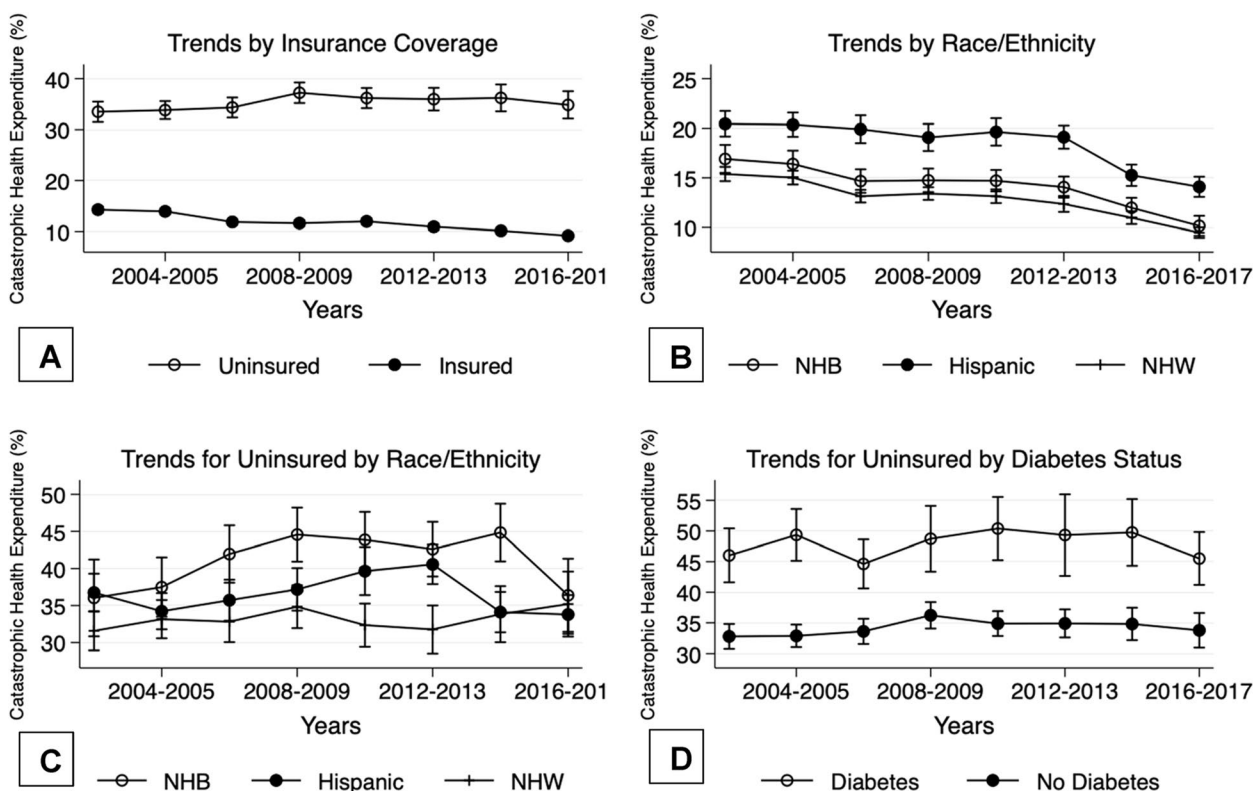 Trends by Insurance Coverage
Catastrophic Health Expenditure (%)
40
30
20
10
2004-2005 2008-2009 2012-2013 2016-201
Years
A
Uninsured Insured
Trends by Race/Ethnicity
Catastrophic Health Expenditure (%)
25
20
15
10
2004-2005 2008-2009 2012-2013 2016-2017
Years
B
NHB Hispanic NHW
Trends for Uninsured by Race/Ethnicity
Catastrophic Health Expenditure (%)
50
45
40
35
30
2004-2005 2008-2009 2012-2013 2016-201
Years
C
NHB Hispanic NHW
Trends for Uninsured by Diabetes Status
Catastrophic Health Expenditure (%)
55
50
45
40
35
30
2004-2005 2008-2009 2012-2013 2016-2017
Years
D
Diabetes No Diabetes